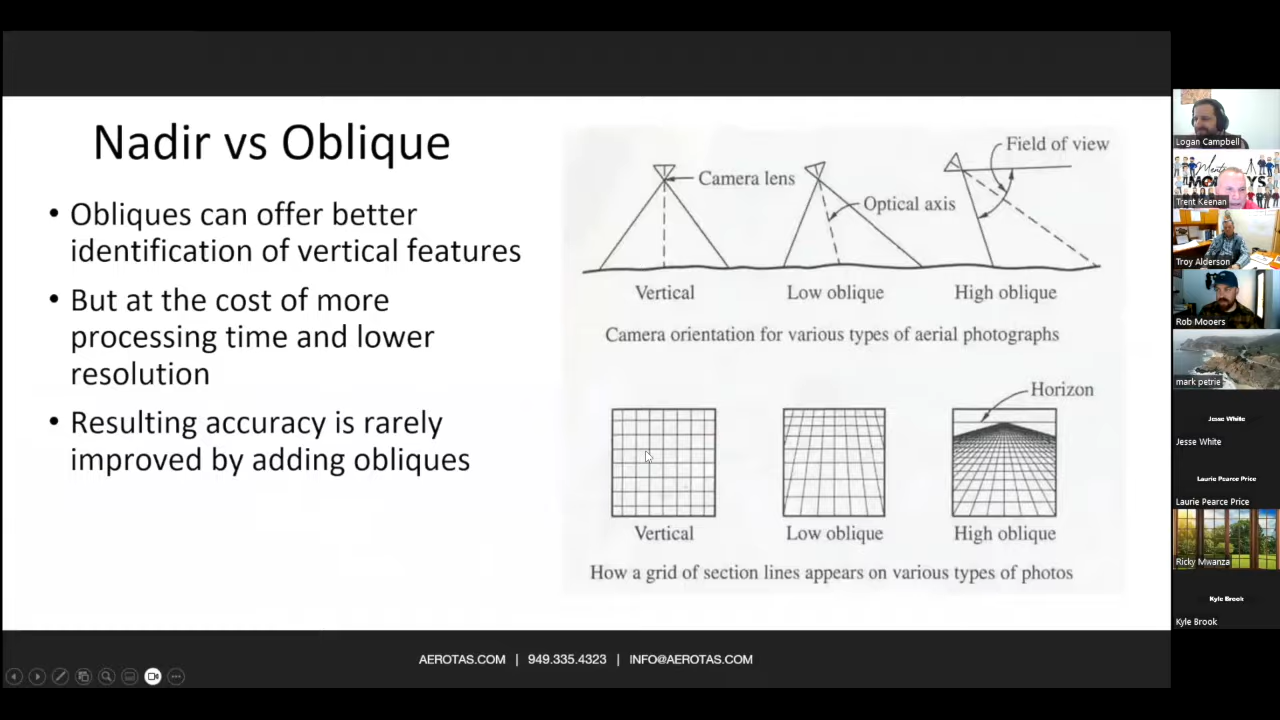 Nadir vs Oblique
• Obliques can offer better
identification of vertical features
• But at the cost of more
processing time and lower
resolution
• Resulting accuracy is rarely
improved by adding obliques
Camera lens
Optical axis
Field of view
Vertical
Low oblique
High oblique
Camera orientation for various types of aerial photographs
Horizon
Vertical
Low oblique
High oblique
How a grid of section lines appears on various types of photos
AEROTAS.COM | 949.335.4323 | INFO@AEROTAS.COM
Logan Campbell
Trent Keenan
Troy Alderson
Rob Mooers
mark petrie
Jesse White
Jesse White
Laurie Pearce Price
Laurie Pearce Price
Ricky Mwanza
Kyle Brook
Kyle Brook